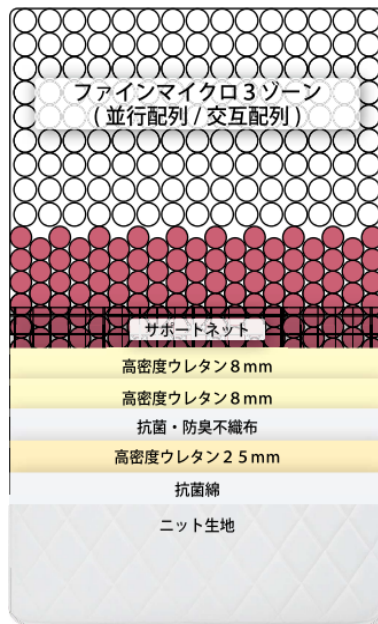 ファインマイクロ３ゾーン
( 並行配列 / 交互配列 )
サポートネット
高密度ウレタン８mm
高密度ウレタン８mm
抗菌・防臭不織布
高密度ウレタン２５mm
抗菌綿
ニット生地